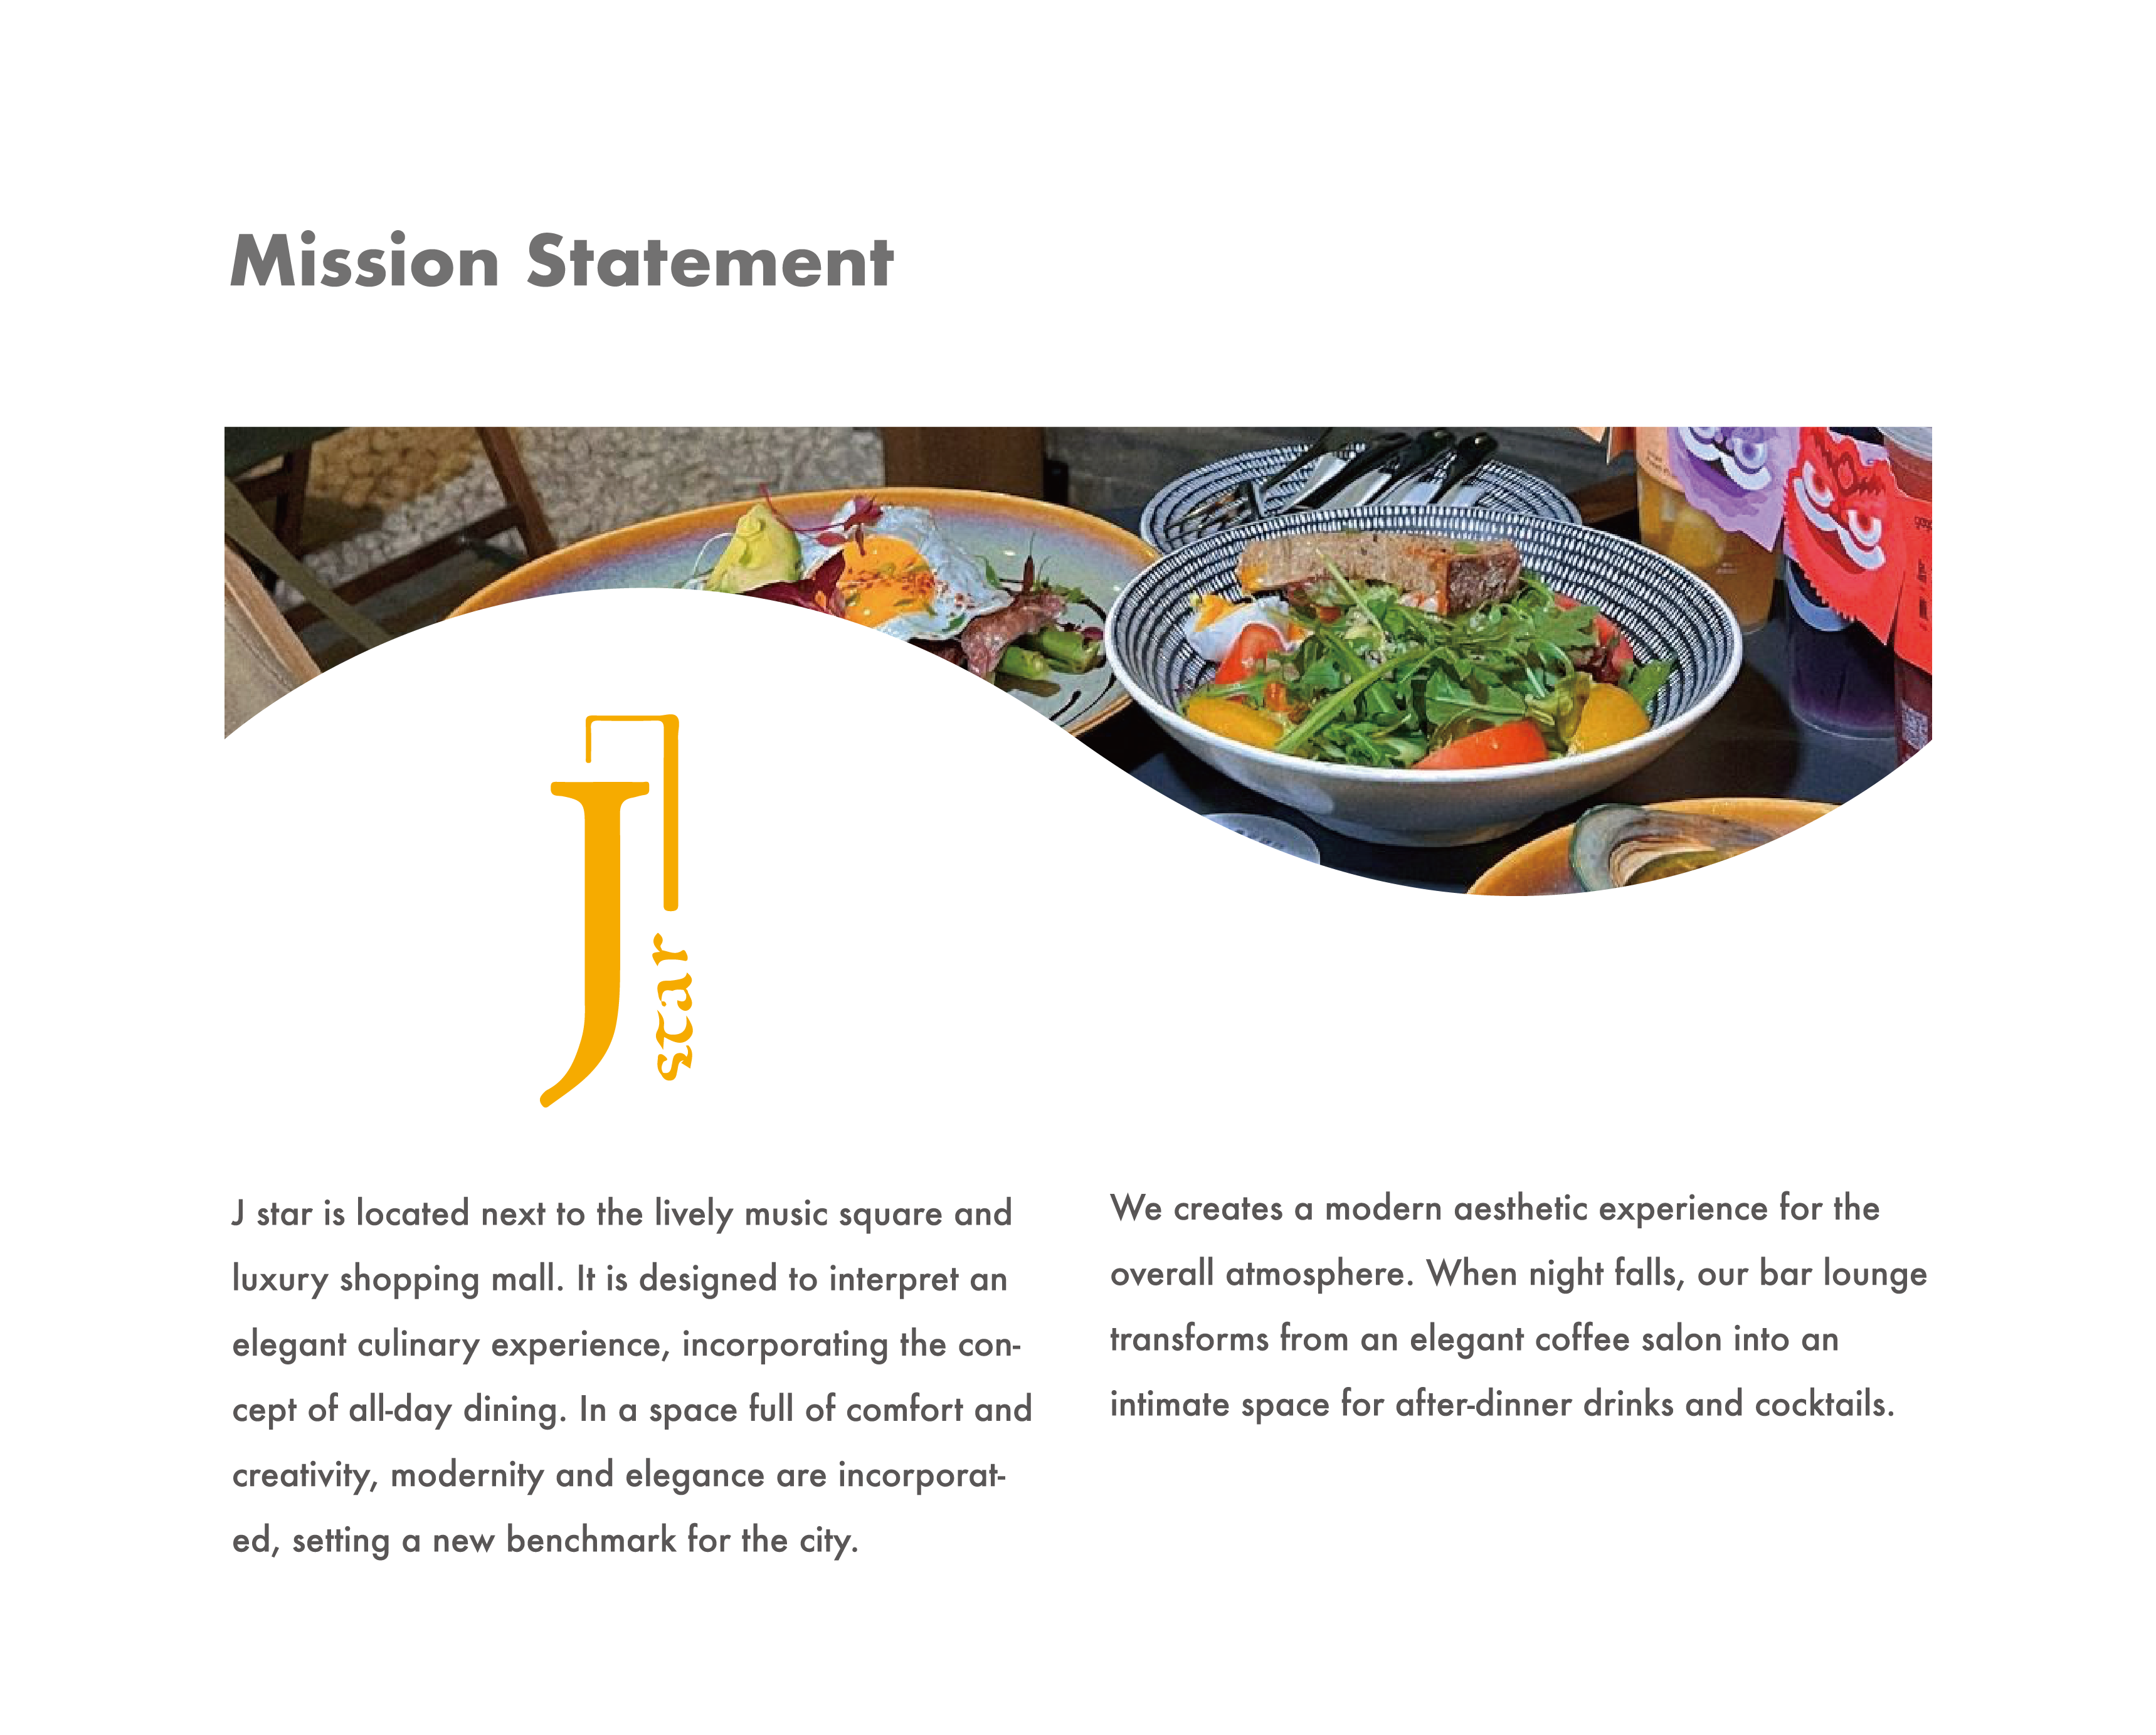 Mission Statement
J
star
J star is located next to the lively music square and
luxury shopping mall. It is designed to interpret an
elegant culinary experience, incorporating the con-
cept of all-day dining. In a space full of comfort and
creativity, modernity and elegance are incorporat-
ed, setting a new benchmark for the city.
We creates a modern aesthetic experience for the
overall atmosphere. When night falls, our bar lounge
transforms from an elegant coffee salon into an
intimate space for after-dinner drinks and cocktails.